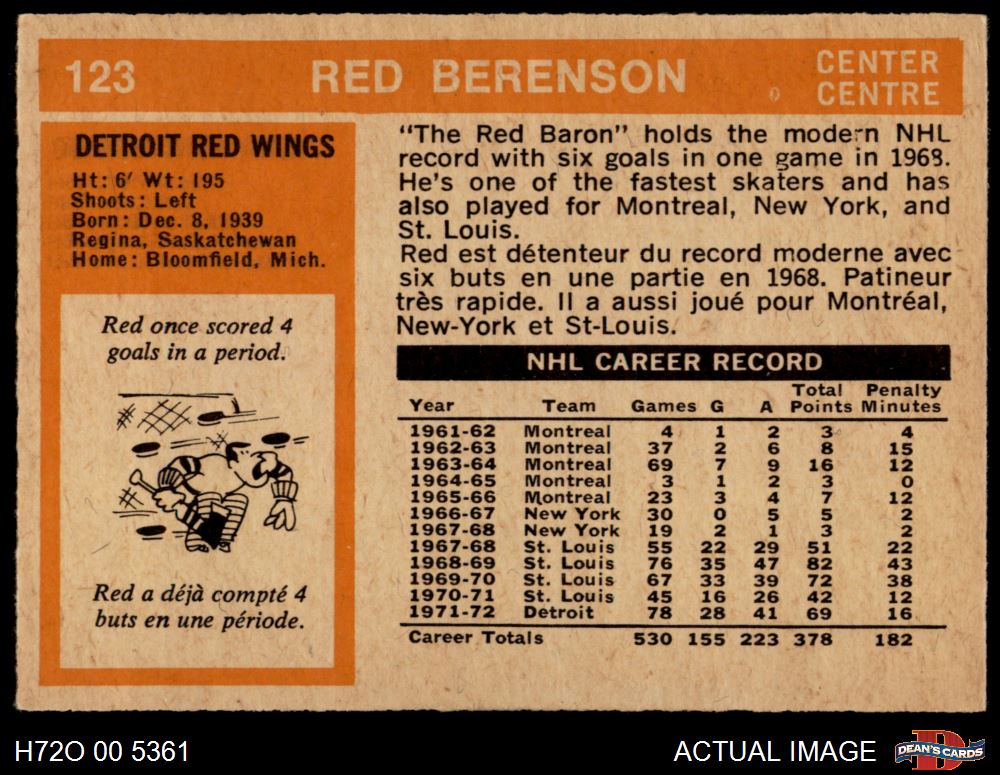 123 RED BERENSON CENTER
CENTRE
DETROIT RED WINGS
Ht: 6' Wt: 195
Shoots: Left
Born: Dec. 8, 1939
Regina, Saskatchewan
Home: Bloomfield, Mich.
Red once scored 4
goals in a period.
Red a déjà compté 4
buts en une période.
"The Red Baron" holds the modern NHL
record with six goals in one game in 1968.
He's one of the fastest skaters and has
also played for Montreal, New York, and
St. Louis.
Red est détenteur du record moderne avec
six buts en une partie en 1968. Patineur
très rapide. Il a aussi joué pour Montréal,
New-York et St-Louis.
NHL CAREER RECORD
Total Penalty
Year Team Games G A Points Minutes
1961-62 Montreal 4 1 2 3 4
1962-63 Montreal 37 2 6 8 15
1963-64 Montreal 69 7 9 16 12
1964-65 Montreal 3 1 2 3 0
1965-66 Montreal 23 3 4 7 12
1966-67 New York 30 0 5 5 2
1967-68 New York 19 2 1 3 2
1967-68 St. Louis 55 22 29 51 22
1968-69 St. Louis 76 35 47 82 43
1969-70 St. Louis 67 33 39 72 38
1970-71 St. Louis 45 16 26 42 12
1971-72 Detroit 78 28 41 69 16
Career Totals 530 155 223 378 182
H72O 00 5361
ACTUAL IMAGE
D
DEAN'S CARDS